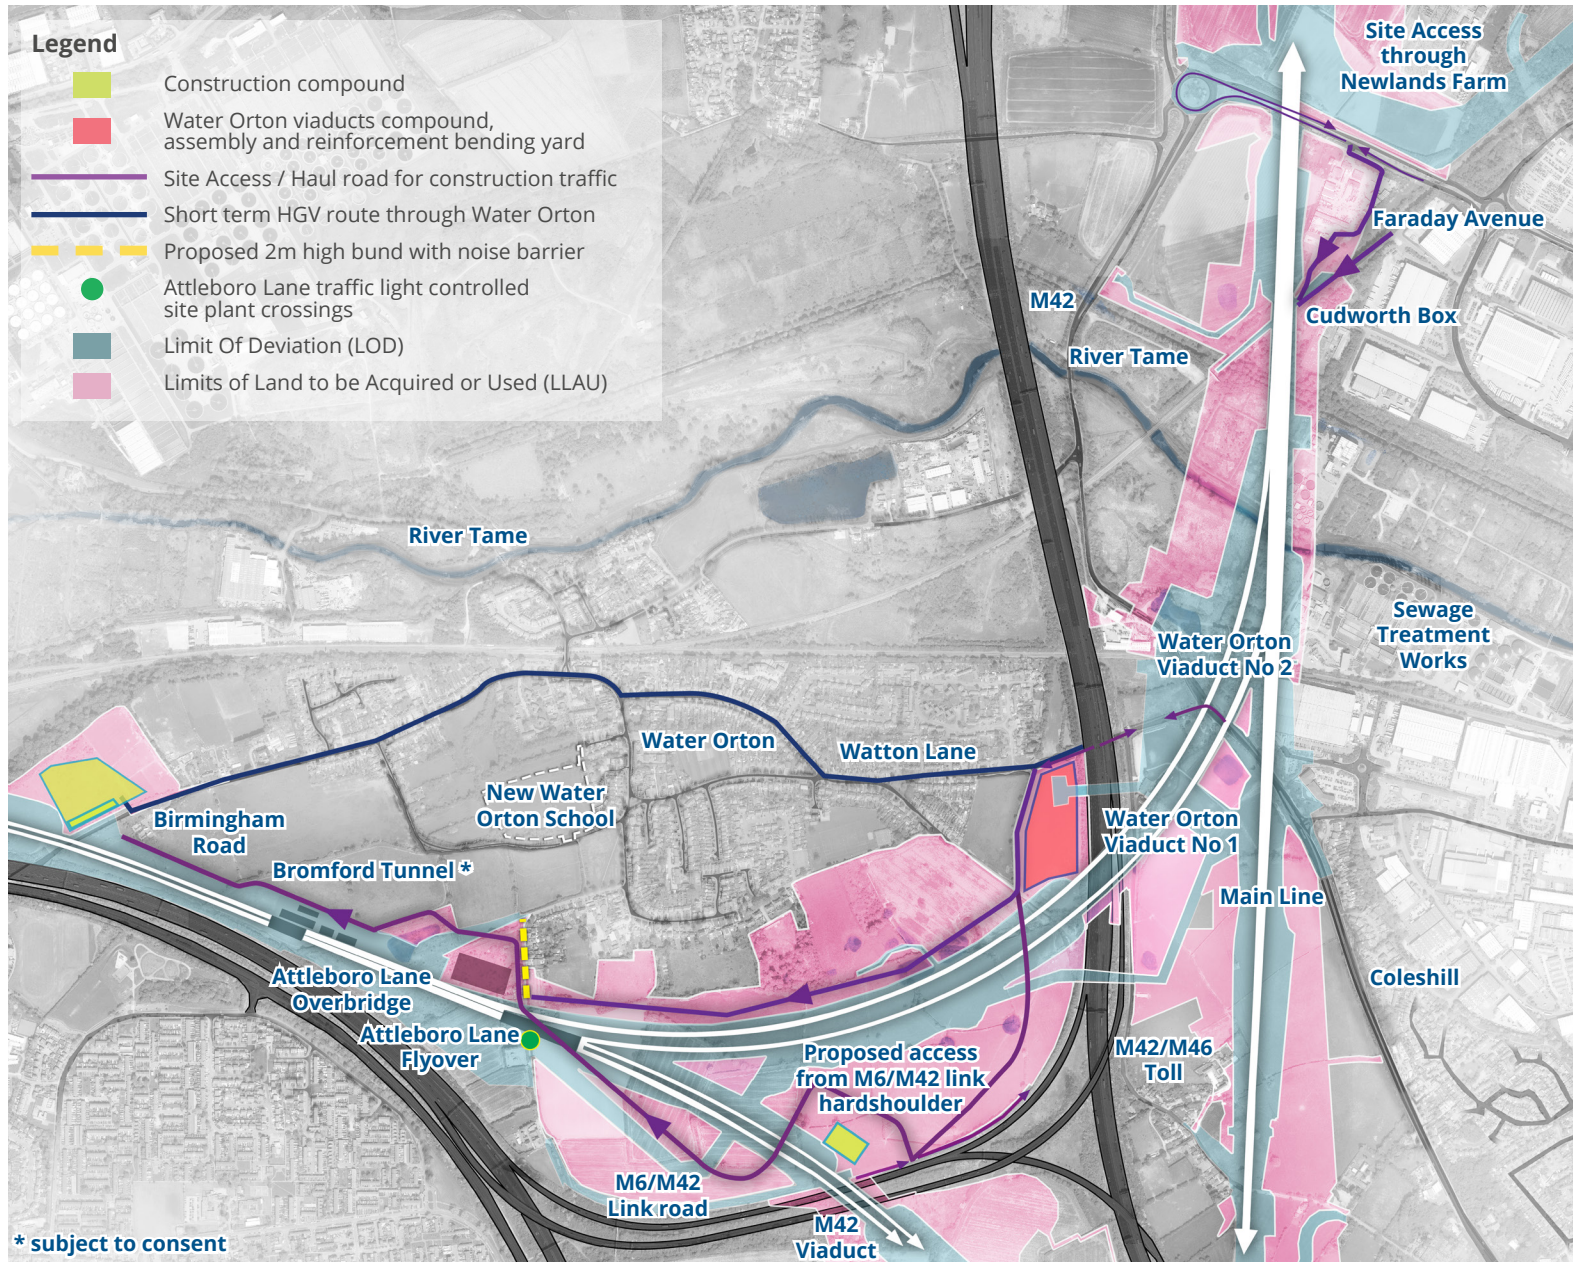 Legend
Construction compound
Water Orton viaducts compound,
assembly and reinforcement bending yard
Site Access / Haul road for construction traffic
Short term HGV route through Water Orton
Proposed 2m high bund with noise barrier
Attleboro Lane traffic light controlled
site plant crossings
Limit Of Deviation (LOD)
Limits of Land to be Acquired or Used (LLAU)
Site Access
through
Newlands Farm
Faraday Avenue
M42
Cudworth Box
River Tame
River Tame
Sewage
Treatment
Works
Water Orton
Viaduct No 2
Water Orton
Watton Lane
New Water
Orton School
Birmingham
Road
Water Orton
Viaduct No 1
Bromford Tunnel *
Main Line
Attleboro Lane
Overbridge
Coleshill
Attleboro Lane
Flyover
Proposed access
from M6/M42 link
hardshoulder
M42/M46
Toll
M6/M42
Link road
M42
Viaduct
* subject to consent